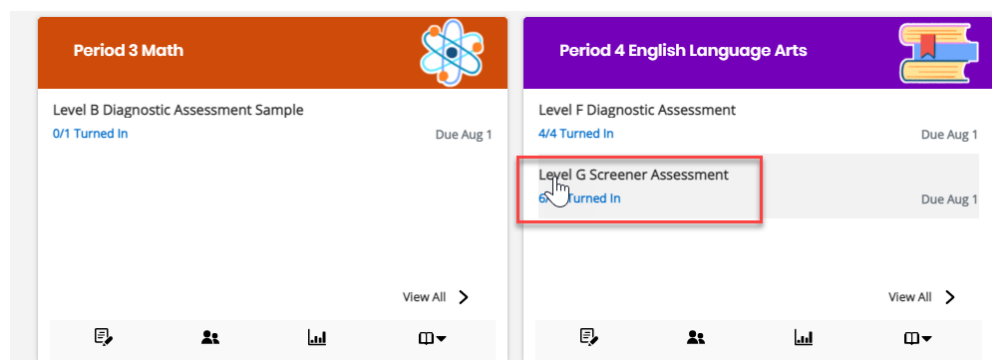 Period 3 Math
Level B Diagnostic Assessment Sample
0/1 Turned In
Due Aug 1
View All
Period 4 English Language Arts
Level F Diagnostic Assessment
4/4 Turned In
Due Aug 1
Level G Screener Assessment
Turned In
Due Aug 1
View All